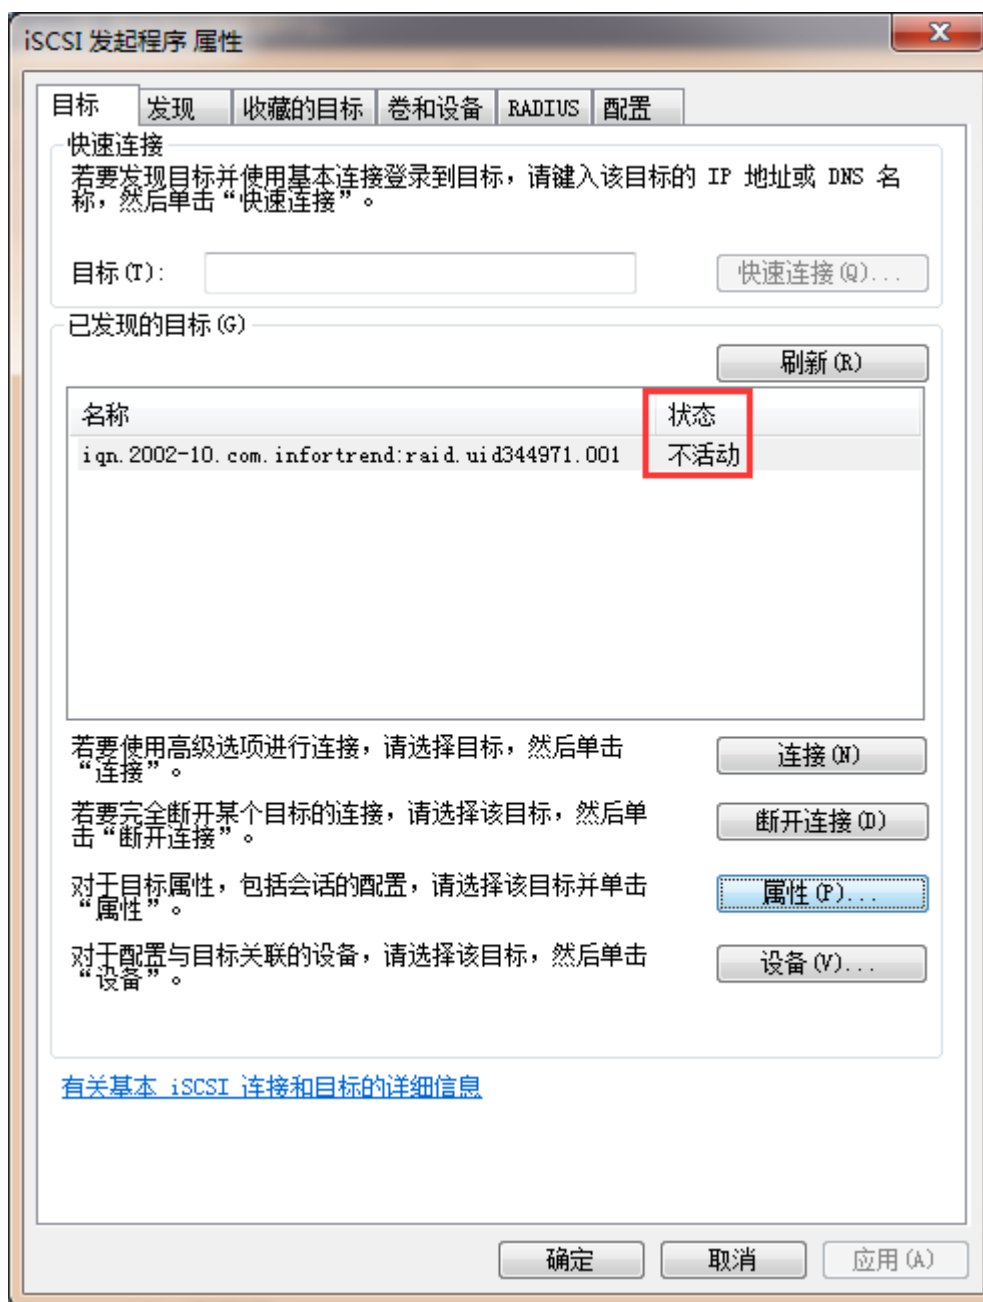 iSCSI 发起程序 属性
目标
发现
收藏的目标
卷和设备
RADIUS
配置
快速连接
若要发现目标并使用基本连接登录到目标，请键入该目标的 IP 地址或 DNS 名
称，然后单击“快速连接”。
目标(T):
快速连接(Q)...
已发现的目标(G)
刷新(R)
名称
状态
iqn.2002-10.com.infortrend:raid.uid344971.001
不活动
若要使用高级选项进行连接，请选择目标，然后单击
“连接”。
连接(N)
若要完全断开某个目标的连接，请选择该目标，然后单
击“断开连接”。
断开连接(D)
对于目标属性，包括会话的配置，请选择该目标并单击
“属性”。
属性(P)...
对于配置与目标关联的设备，请选择该目标，然后单击
“设备”。
设备(V)...
有关基本 iSCSI 连接和目标的详细信息
确定
取消
应用(A)